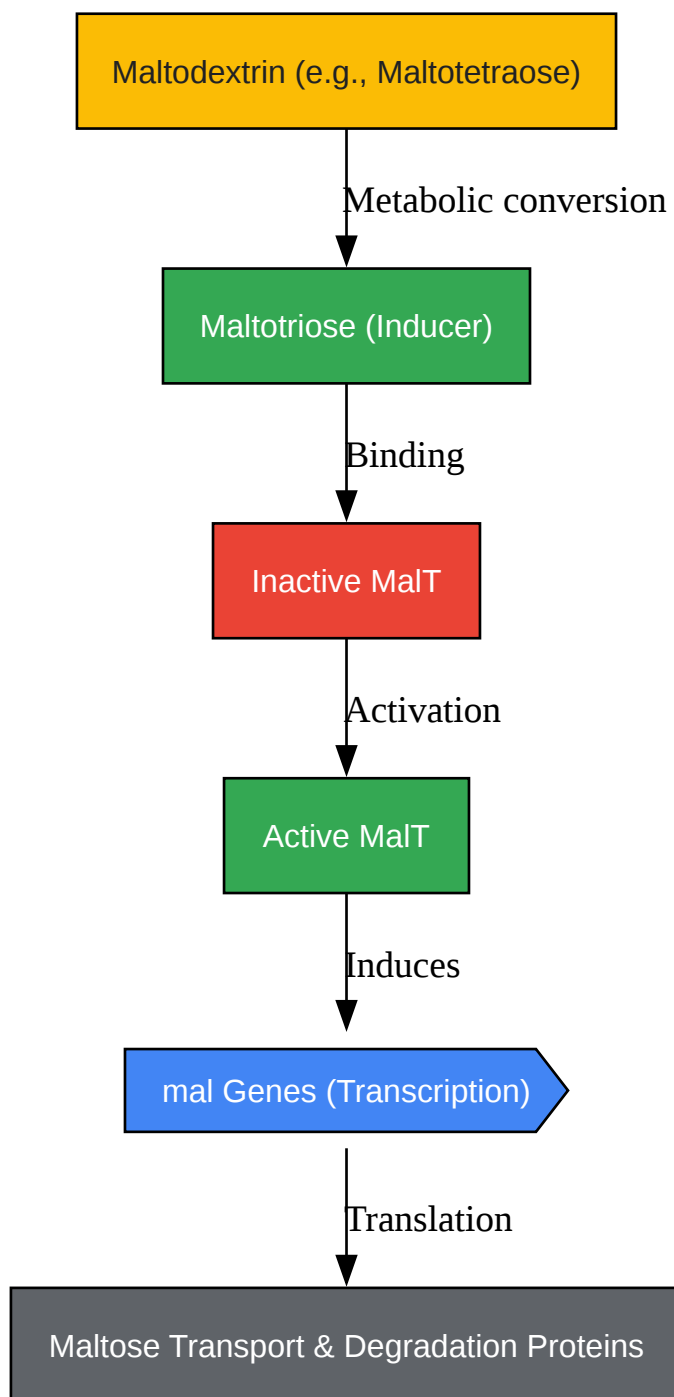 Maltodextrin (e.g., Maltotetraose)
Metabolic conversion
Maltotriose (Inducer)
Binding
Inactive MalT
Activation
Active MalT
Induces
mal Genes (Transcription)
Translation
Maltose Transport & Degradation Proteins